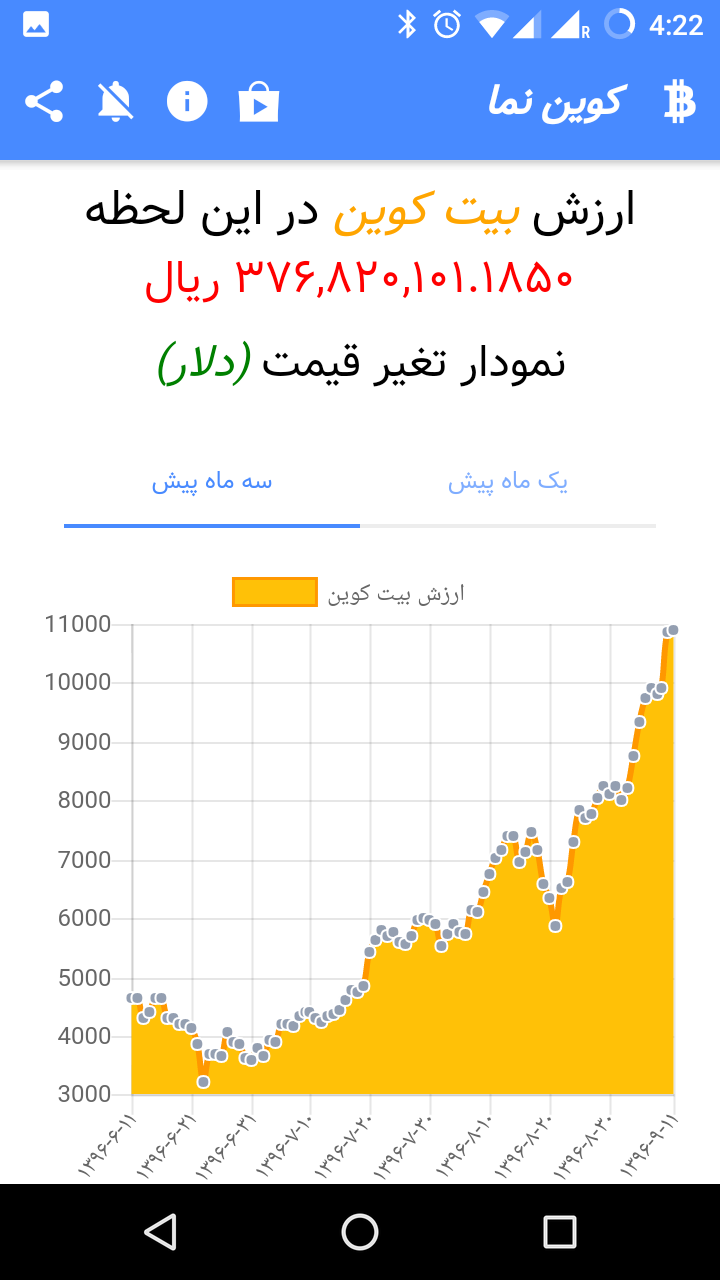 4:22
R
کوین نما
ارزش بیت کوین در این لحظه
۳۷۶,۸۲۰,۱۰۱.۱۸۵۰ ریال
نمودار تغیر قیمت (دلار)
یک ماه پیش
سه ماه پیش
ارزش بیت کوین
11000
10000
9000
8000
7000
6000
5000
4000
3000
۱۳۹۶-۶-۱۱
۱۳۹۶-۶-۲۱
۱۳۹۶-۶-۳۱
۱۳۹۶-۷-۱۰
۱۳۹۶-۷-۲۰
۱۳۹۶-۷-۳۰
۱۳۹۶-۸-۱۰
۱۳۹۶-۸-۲۰
۱۳۹۶-۸-۳۰
۱۳۹۶-۹-۱۱